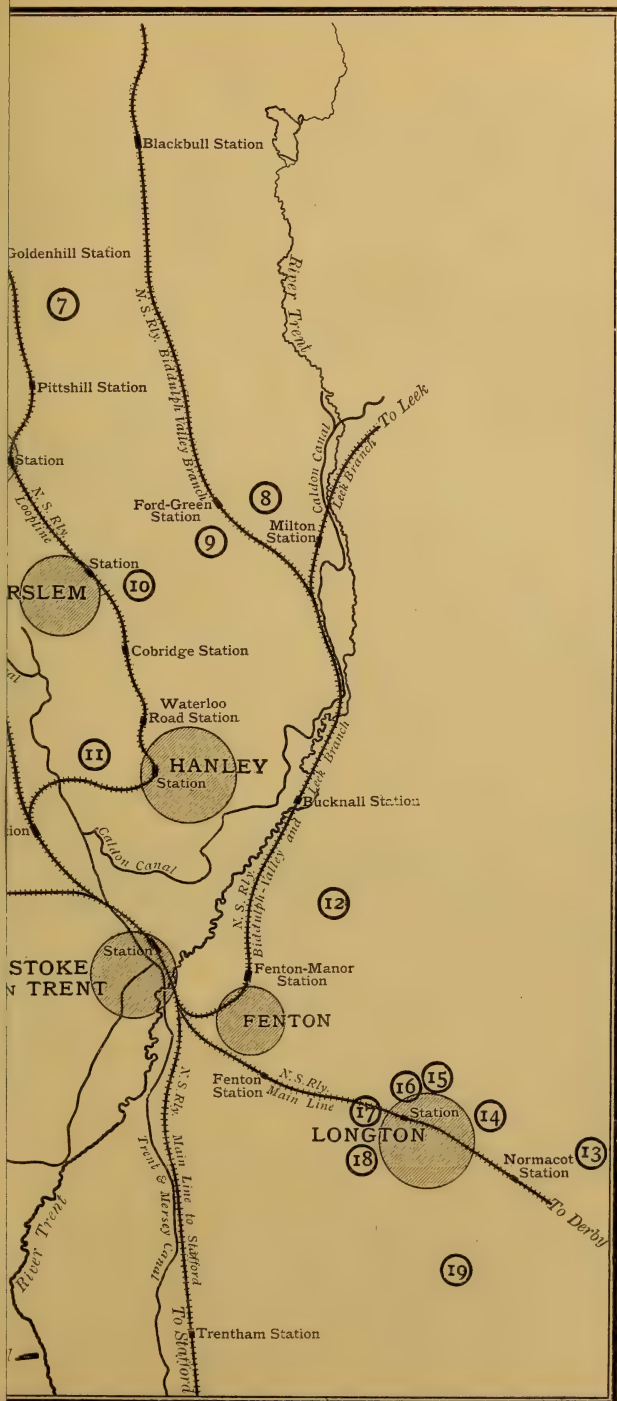 Blackbull Station
Goldenhill Station
7
River Trent
N. S. Rly. Biddulph Valley Branch
Pittshill Station
To Leek
Station
Caldon Canal
Leek Branch
N. S. Rly.
Loopline
8
Ford-Green
Station
Milton
Station
9
Station
10
RSLEM
Cobridge Station
Waterloo
Road Station
11
HANLEY
Station
Bucknall Station
Caldon Canal
N. S. Rly.
Biddulph-Valley and Leek Branch
12
Station
STOKE
N TRENT
Fenton-Manor
Station
FENTON
Fenton
Station
N. S. Rly.
Main Line
15
16
17
Station
14
LONGTON
18
13
Normacot
Station
To Derby
N. S. Rly. Main Line to Stafford
Trent & Mersey Canal
River Trent
19
To Stafford
Trentham Station